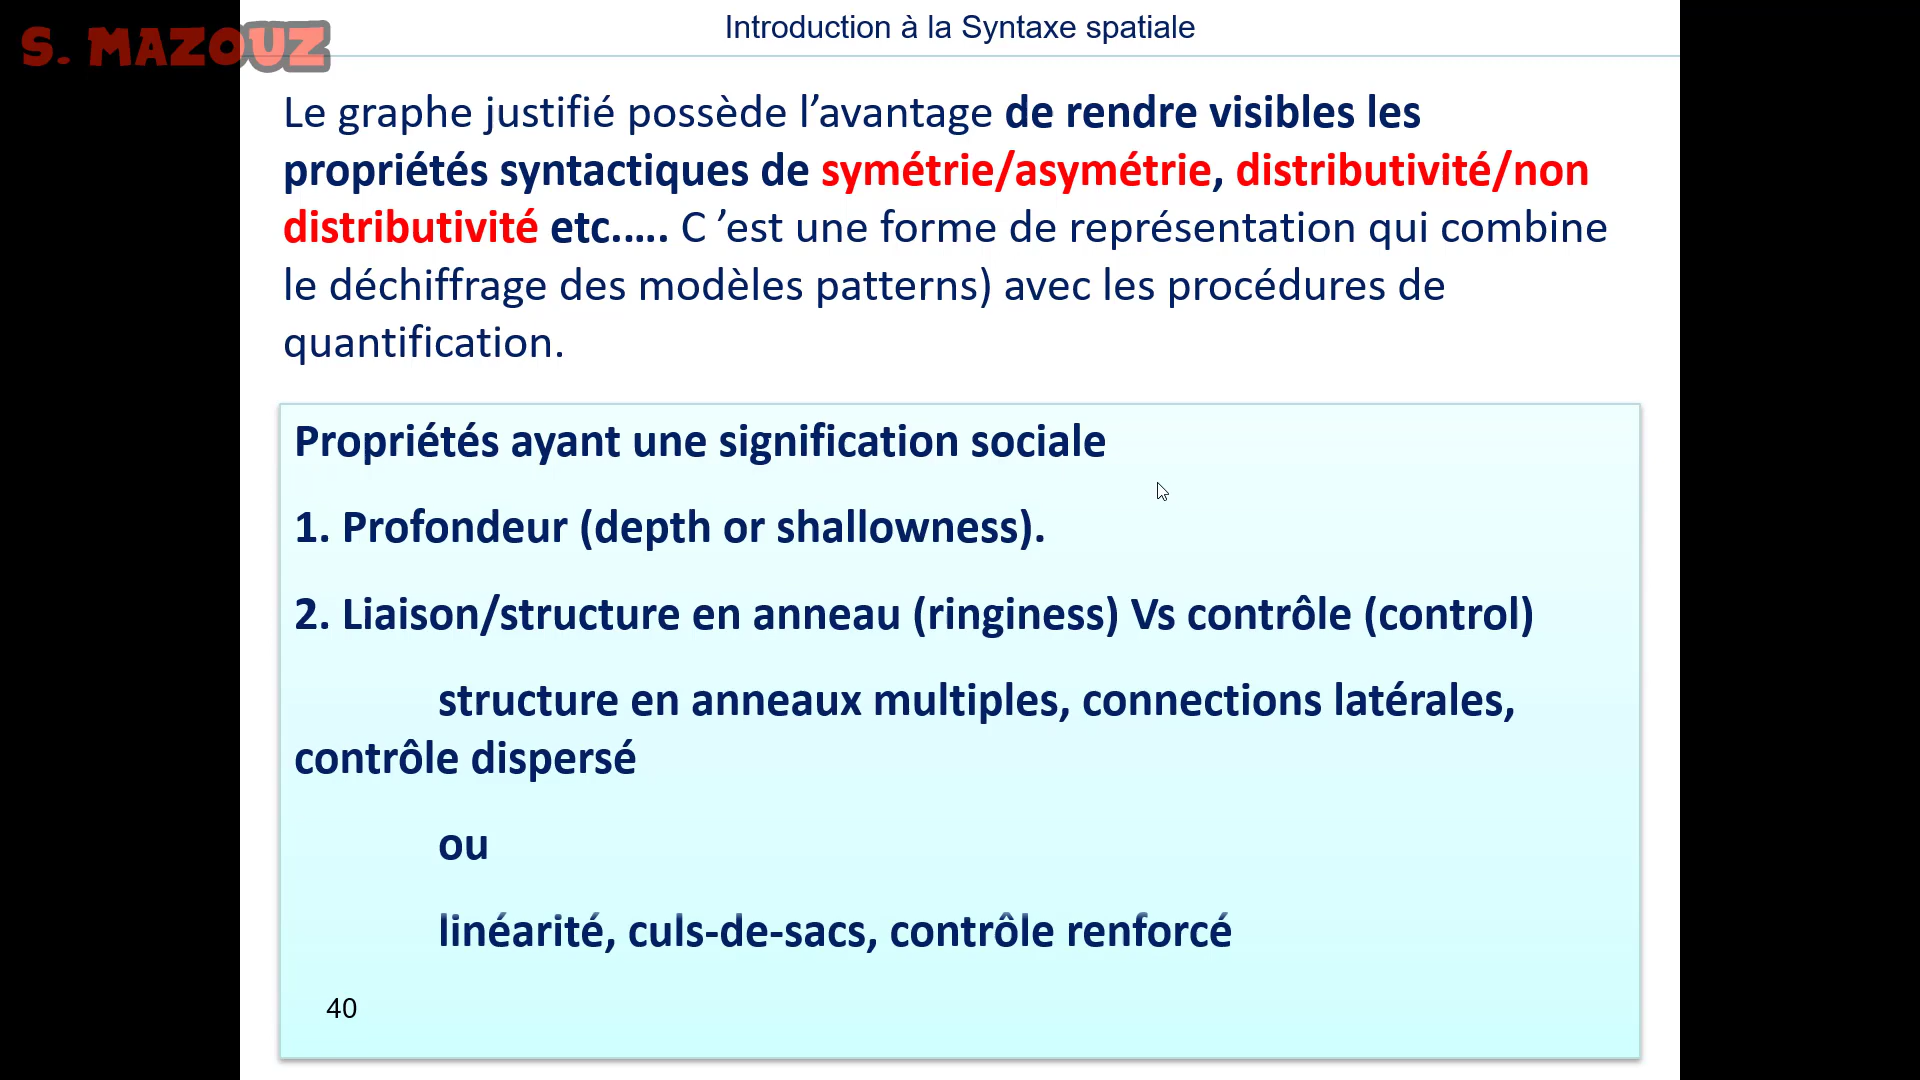 S. MAZOUZ
Introduction à la Syntaxe spatiale
Le graphe justifié possède l’avantage de rendre visibles les
propriétés syntactiques de symétrie/asymétrie, distributivité/non
distributivité etc….. C ’est une forme de représentation qui combine
le déchiffrage des modèles patterns) avec les procédures de
quantification.
Propriétés ayant une signification sociale
1. Profondeur (depth or shallowness).
2. Liaison/structure en anneau (ringiness) Vs contrôle (control)
structure en anneaux multiples, connections latérales,
contrôle dispersé
ou
linéarité, culs-de-sacs, contrôle renforcé
40